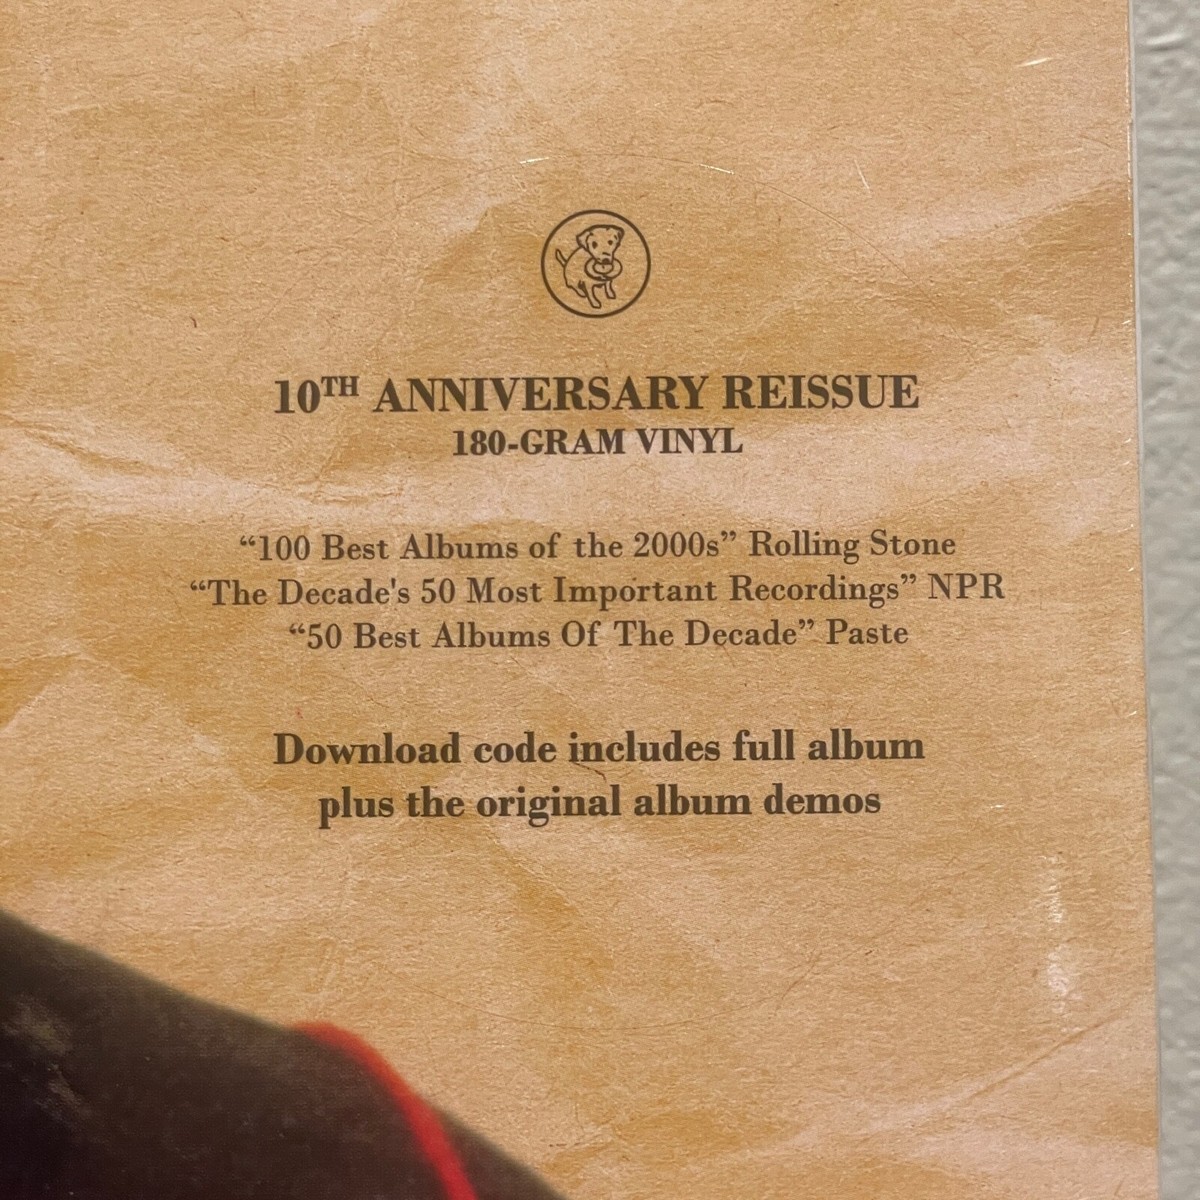 10TH ANNIVERSARY REISSUE
180-GRAM VINYL
“100 Best Albums of the 2000s” Rolling Stone
“The Decade's 50 Most Important Recordings” NPR
“50 Best Albums Of The Decade” Paste
Download code includes full album
plus the original album demos